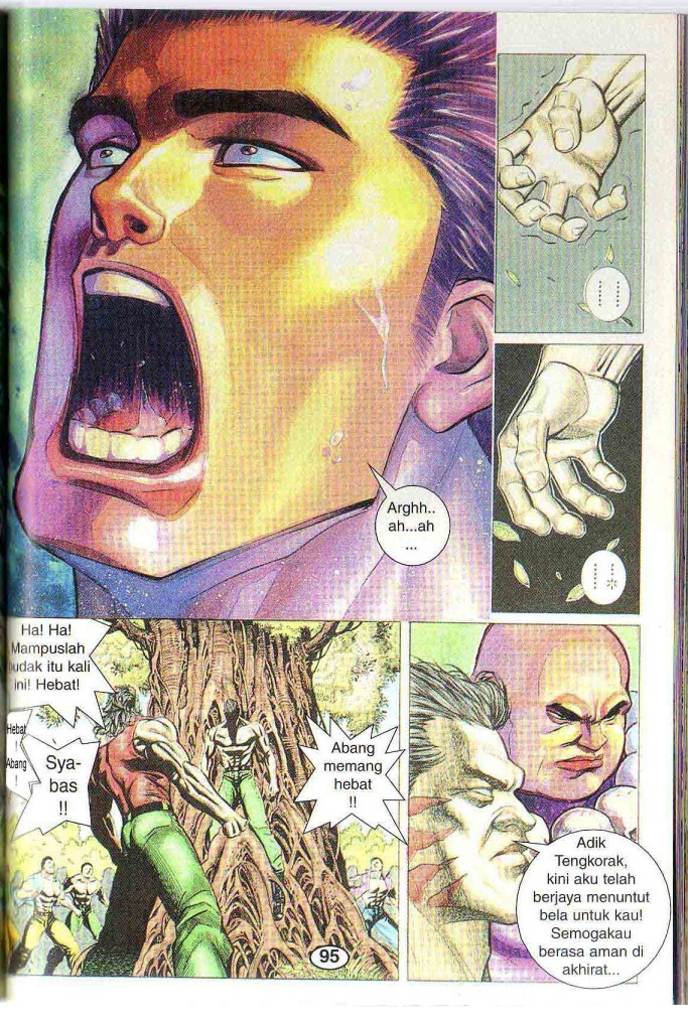 Arghh..
ah...ah
...
!!
!!
Ha! Ha!
Mampuslah
budak itu kali
ini! Hebat!
Hebat
!
Abang
!
Sya-
bas
!!
Abang
memang
hebat
!!
Adik
Tengkorak,
kini aku telah
berjaya menuntut
bela untuk kau!
Semogakau
berasa aman di
akhirat...
95